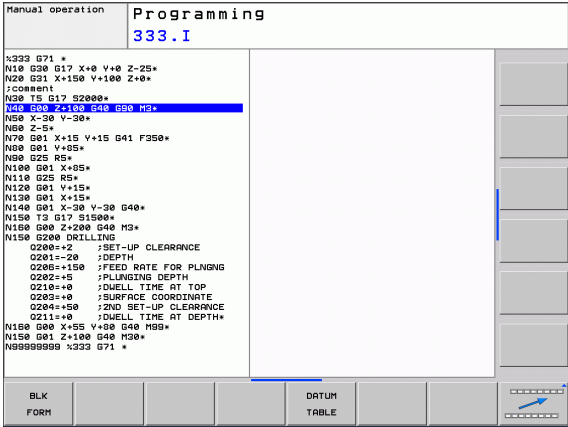 Manual operation
Programming
333.I
%333 G71 *
N10 G30 G17 X+0 Y+0 Z-25*
N20 G31 X+150 Y+100 Z+0*
;comment
N30 T5 G17 S2000*
N40 G00 Z+100 G40 G90 M3*
N50 X-30 Y-30*
N60 Z-5*
N70 G01 X+15 Y+15 G41 F350*
N80 G01 Y+85*
N90 G25 R5*
N100 G01 X+85*
N110 G25 R5*
N120 G01 Y+15*
N130 G01 X+15*
N140 G01 X-30 Y-30 G40*
N150 T3 G17 S1500*
N160 G00 Z+200 G40 M3*
N150 G200 DRILLING
Q200=+2 ;SET-UP CLEARANCE
Q201=-20 ;DEPTH
Q206=+150 ;FEED RATE FOR PLNGNG
Q202=+5 ;PLUNGING DEPTH
Q210=+0 ;DWELL TIME AT TOP
Q203=+0 ;SURFACE COORDINATE
Q204=+50 ;2ND SET-UP CLEARANCE
Q211=+0 ;DWELL TIME AT DEPTH*
N160 G00 X+55 Y+80 G40 M99*
N150 G01 Z+100 G40 M30*
N99999999 %333 G71 *
BLK
FORM
DATUM
TABLE